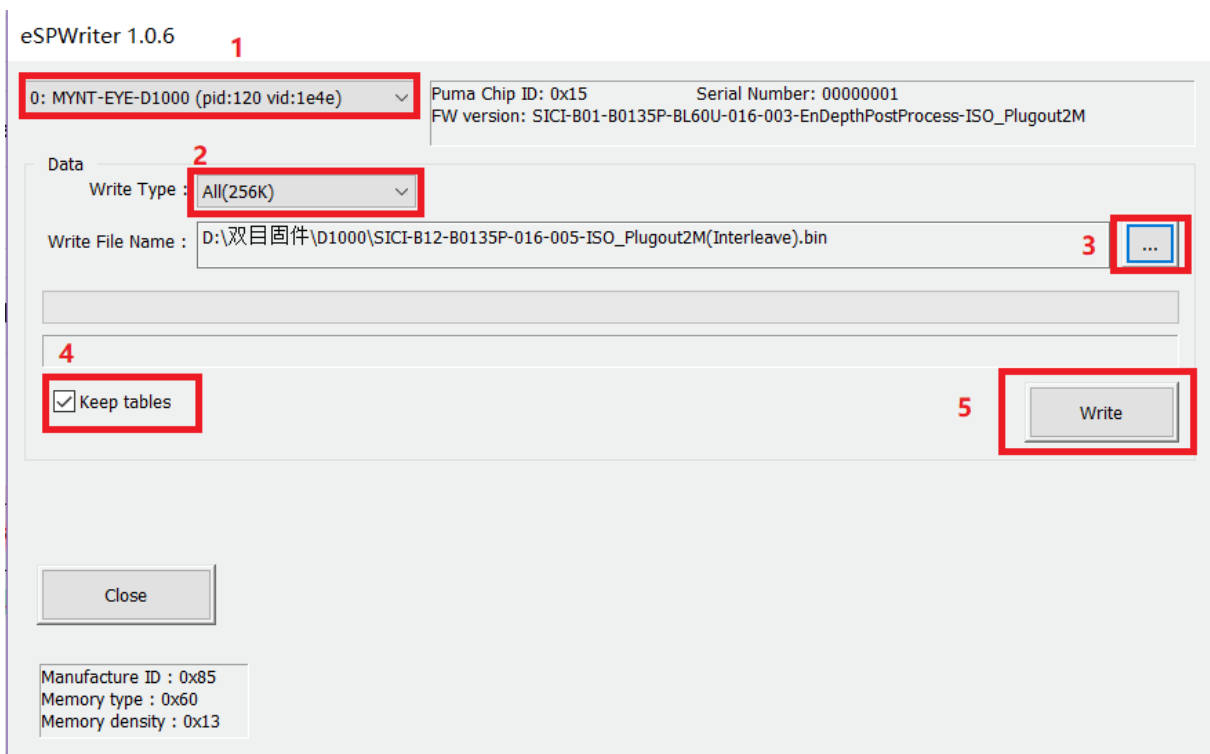 eSPWriter 1.0.6
1
0: MYNT-EYE-D1000 (pid:120 vid:1e4e)
Puma Chip ID: 0x15 Serial Number: 00000001
FW version: SICI-B01-B0135P-BL60U-016-003-EnDepthPostProcess-ISO_Plugout2M
Data
2
Write Type : All(256K)
Write File Name : D:\双目固件\D1000\SICI-B12-B0135P-016-005-ISO_Plugout2M(Interleave).bin
3
...
4
Keep tables
5
Write
Close
Manufacture ID : 0x85
Memory type : 0x60
Memory density : 0x13